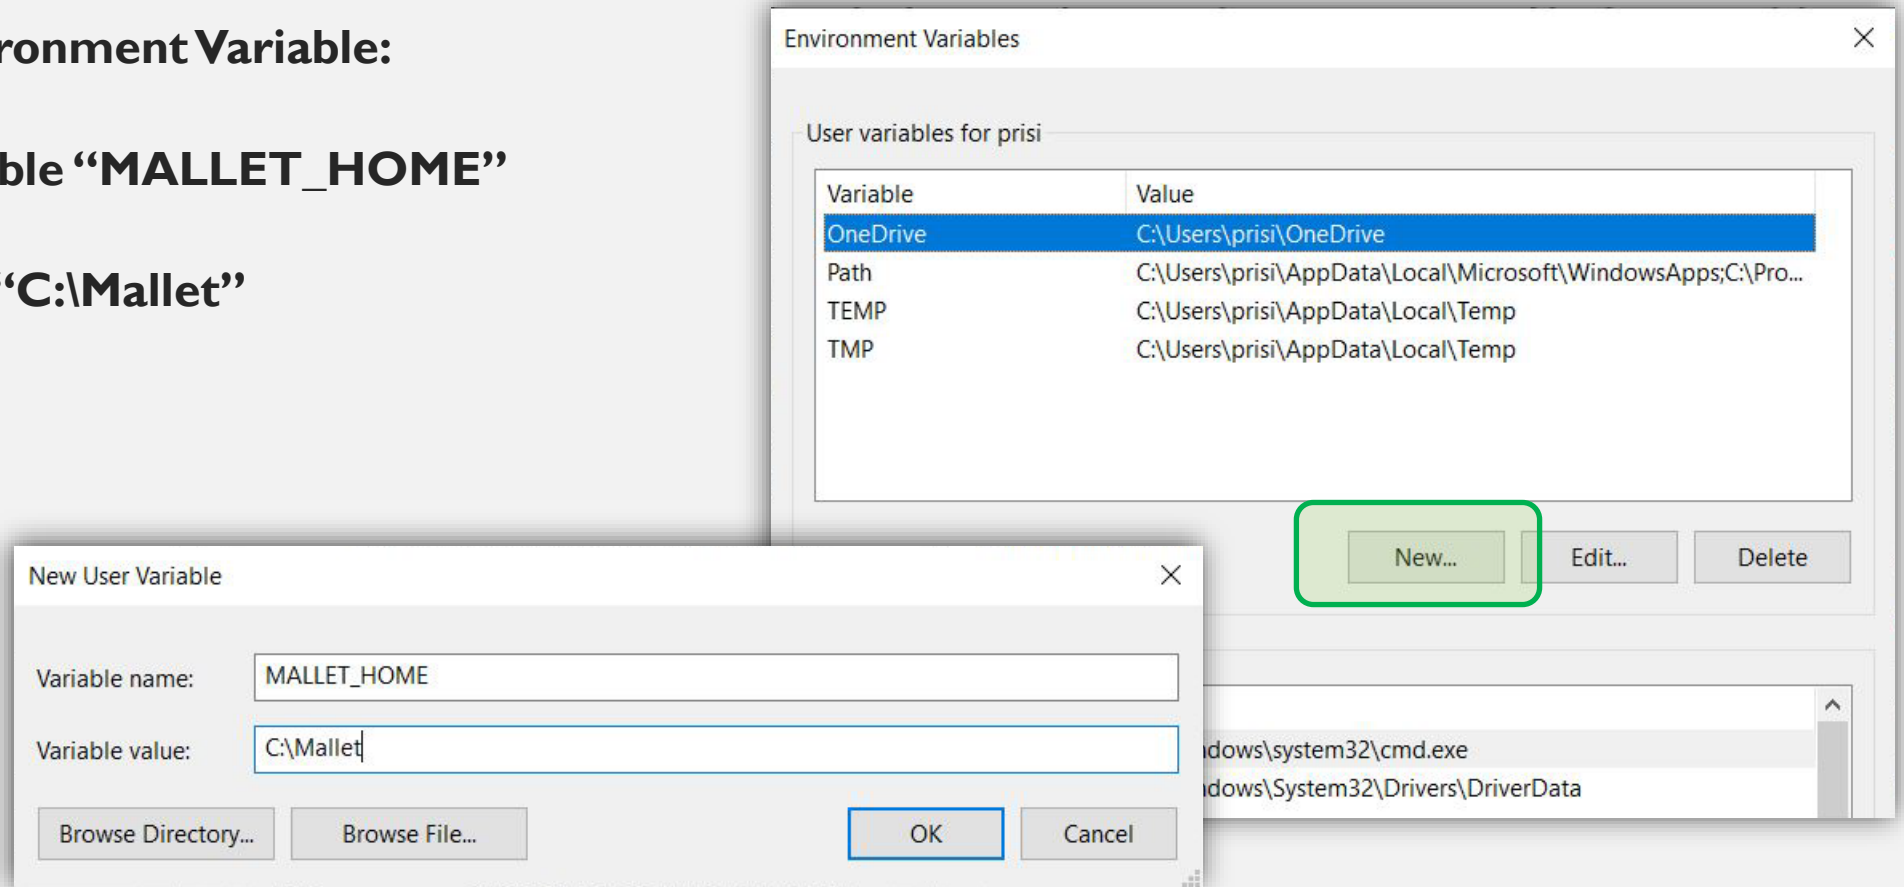 ronment Variable:
ble “MALLET_HOME”
“C:\Mallet”
Environment Variables
User variables for prisi
Variable Value
OneDrive C:\Users\prisi\OneDrive
Path C:\Users\prisi\AppData\Local\Microsoft\WindowsApps;C:\Pro...
TEMP C:\Users\prisi\AppData\Local\Temp
TMP C:\Users\prisi\AppData\Local\Temp
New... Edit... Delete
New User Variable
Variable name: MALLET_HOME
Variable value: C:\Mallet
Browse Directory... Browse File... OK Cancel
dows\system32\cmd.exe
dows\System32\Drivers\DriverData